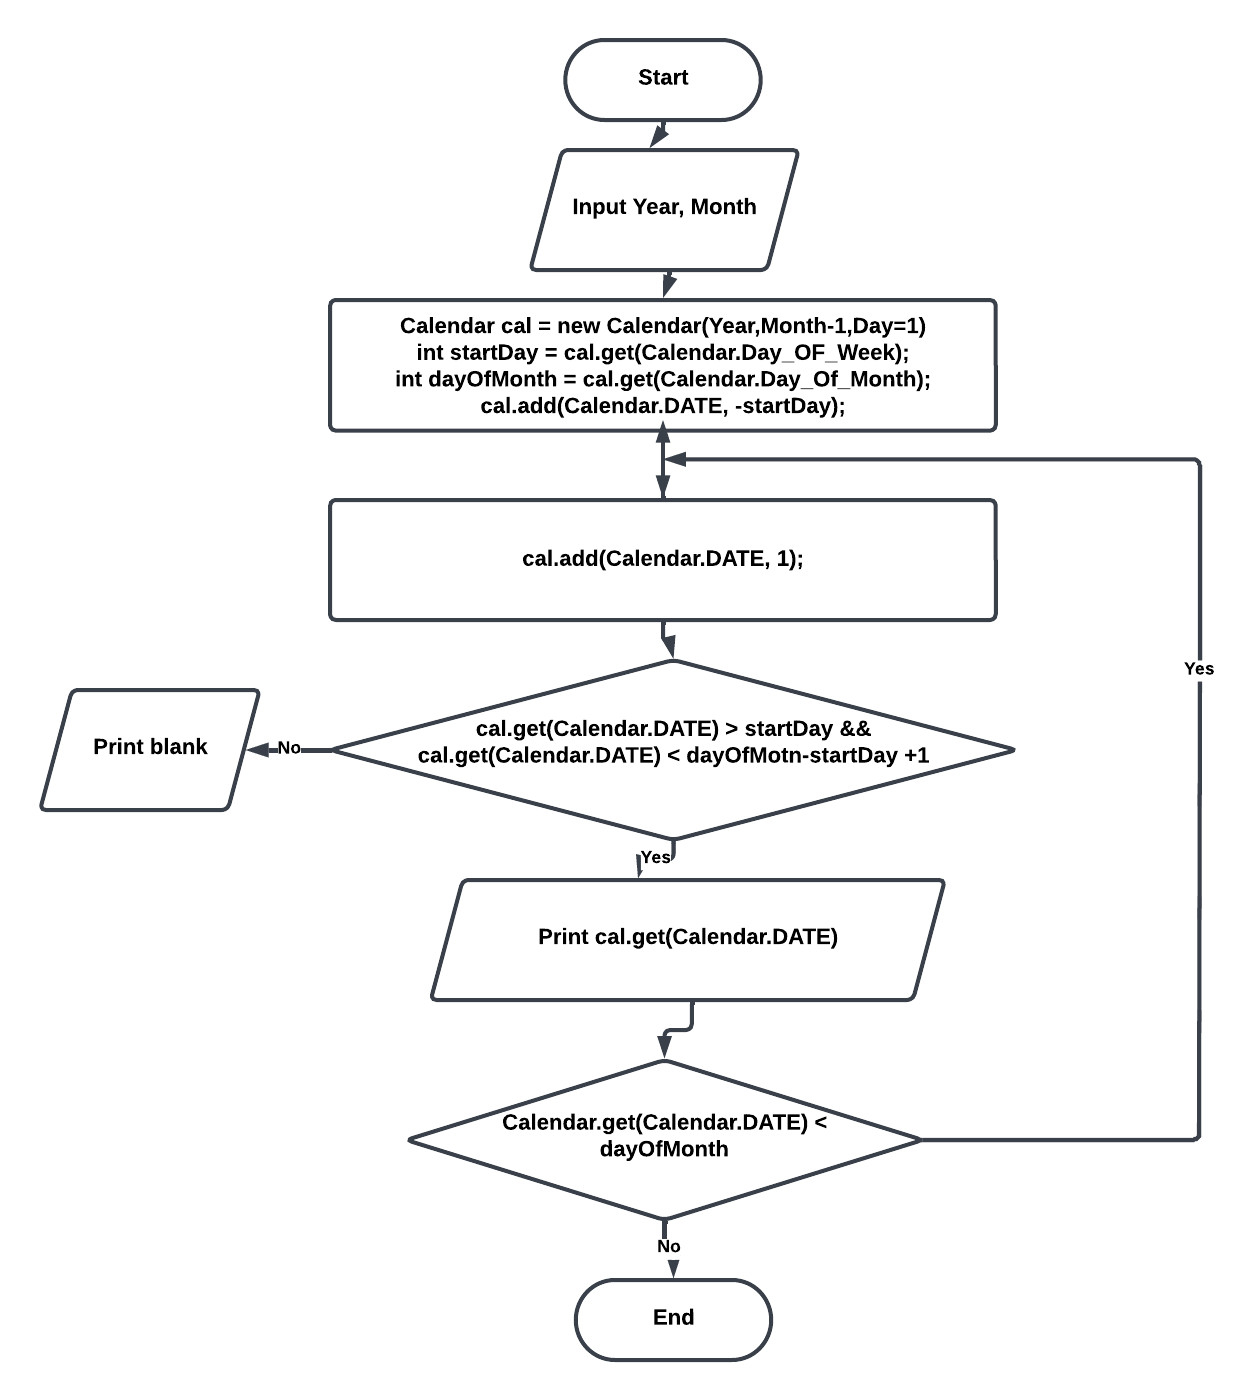 Start
Input Year, Month
Calendar cal = new Calendar(Year,Month-1,Day=1)
int startDay = cal.get(Calendar.Day_OF_Week);
int dayOfMonth = cal.get(Calendar.Day_Of_Month);
cal.add(Calendar.DATE, -startDay);
cal.add(Calendar.DATE, 1);
Yes
cal.get(Calendar.DATE) > startDay &&
cal.get(Calendar.DATE) < dayOfMotn-startDay +1
No
Print blank
Yes
Print cal.get(Calendar.DATE)
Calendar.get(Calendar.DATE) <
dayOfMonth
No
End